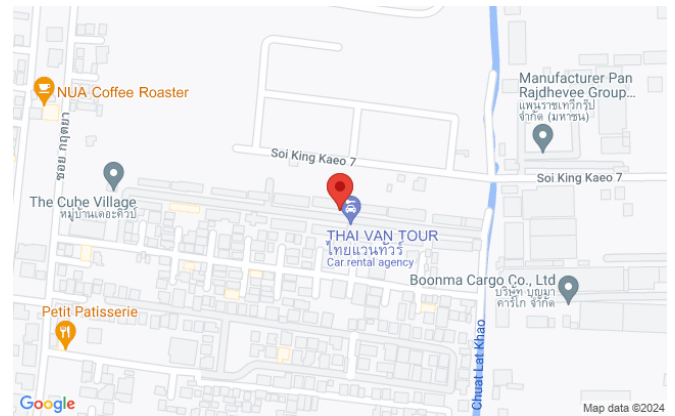 NUA Coffee Roaster
ซอย กฤตยา
Manufacturer Pan
Rajdhevee Group...
แพนราชเทวีกรุ๊ป
จำกัด (มหาชน)
Soi King Kaeo 7
Soi King Kaeo 7
The Cube Village
หมู่บ้านเดอะคิวบ์
THAI VAN TOUR
ไทยแวนทัวร์
Car rental agency
Boonma Cargo Co., Ltd
บริษัท บุญมา
คาร์โก จำกัด
Petit Patisserie
Chuat Lat Khao
Google
Map data ©2024